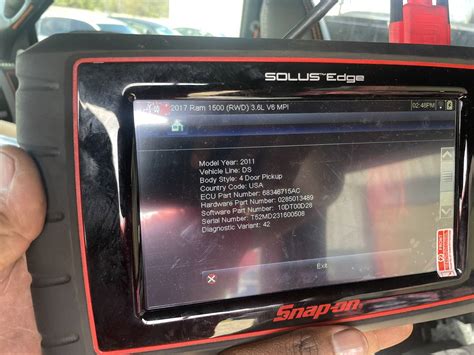 SOLUS Edge
2017 Ram 1500 (RWD) 3.6L V6 MPI
02:48PM
Model Year: 2011
Vehicle Line: DS
Body Style: 4 Door Pickup
Country Code: USA
ECU Part Number: 68346715AC
Hardware Part Number: 0285013489
Software Part Number: 10DT00D28
Serial Number: T52MD231600508
Diagnostic Variant: 42
Exit
Snap-on